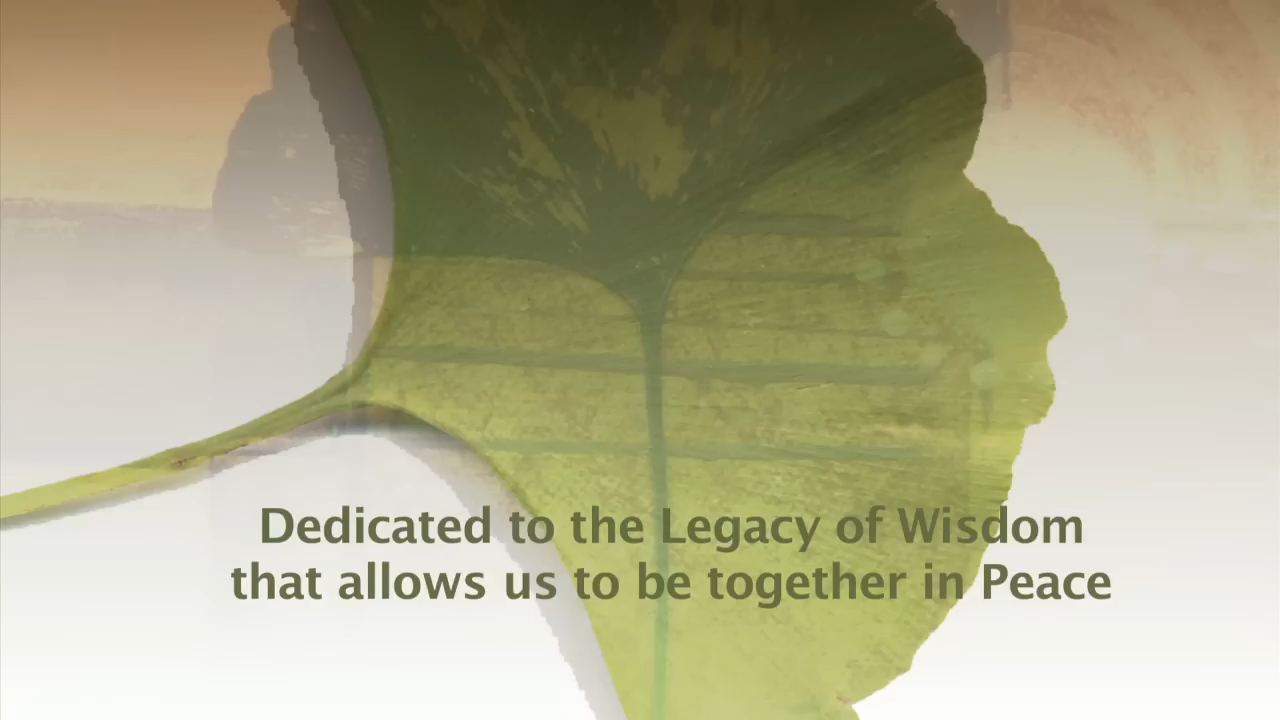 Dedicated to the Legacy of Wisdom
that allows us to be together in Peace